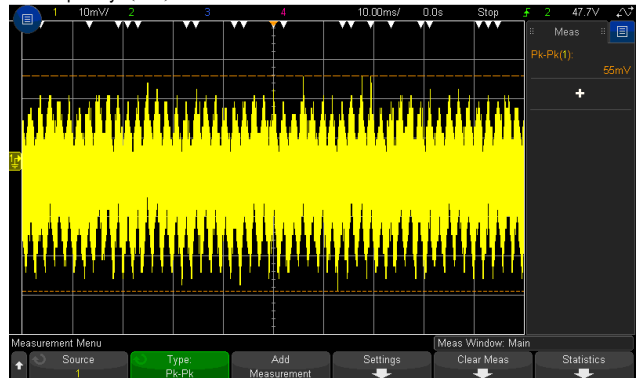 1 10mV/ 2 3 4 10.00ms/ 0.0s Stop 2 47.7V
Meas
Pk-Pk(1):
55mV
+
Measurement Menu
Meas Window: Main
Source
1
Type:
Pk-Pk
Add
Measurement
Settings
Clear Meas
Statistics